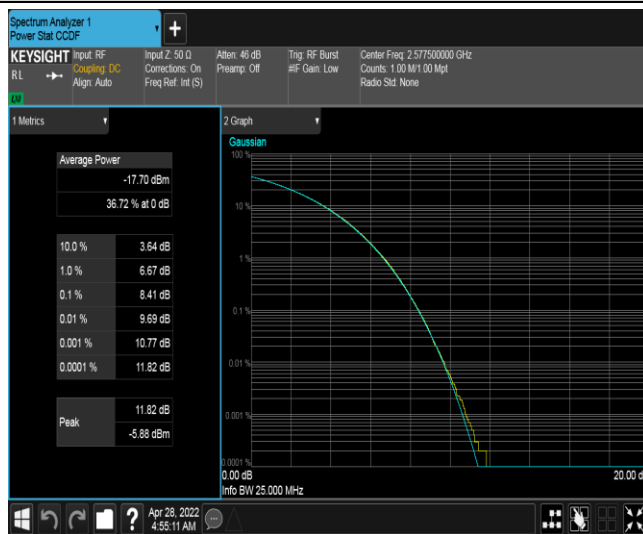 Spectrum Analyzer 1
Power Stat CCDF
+
KEYSIGHT
RL
Input: RF
Coupling: DC
Align: Auto
Input Z: 50 Ω
Corrections: On
Freq Ref: Int (S)
Atten: 46 dB
Preamp: Off
Trig: RF Burst
#IF Gain: Low
Center Freq: 2.577500000 GHz
Counts: 1.00 M/1.00 Mpt
Radio Std: None
1 Metrics
Average Power
-17.70 dBm
36.72 % at 0 dB
10.0 % 3.64 dB
1.0 % 6.67 dB
0.1 % 8.41 dB
0.01 % 9.69 dB
0.001 % 10.77 dB
0.0001 % 11.82 dB
Peak
11.82 dB
-5.88 dBm
2 Graph
Gaussian
100 %
10 %
1 %
0.1 %
0.01 %
0.001 %
0.0001 %
0.00 dB
20.00 d
Info BW 25.000 MHz
?
Apr 28, 2022
4:55:11 AM